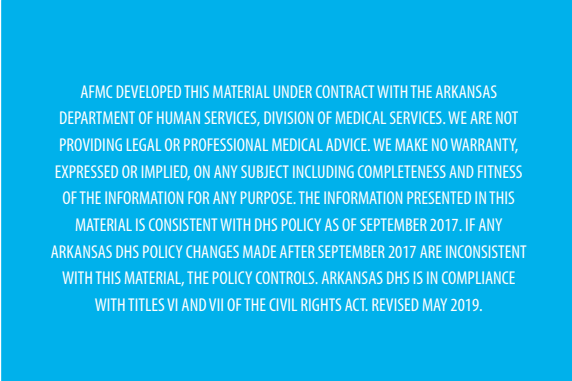 AFMC DEVELOPED THIS MATERIAL UNDER CONTRACT WITH THE ARKANSAS
DEPARTMENT OF HUMAN SERVICES, DIVISION OF MEDICAL SERVICES. WE ARE NOT
PROVIDING LEGAL OR PROFESSIONAL MEDICAL ADVICE. WE MAKE NO WARRANTY,
EXPRESSED OR IMPLIED, ON ANY SUBJECT INCLUDING COMPLETENESS AND FITNESS
OF THE INFORMATION FOR ANY PURPOSE. THE INFORMATION PRESENTED IN THIS
MATERIAL IS CONSISTENT WITH DHS POLICY AS OF SEPTEMBER 2017. IF ANY
ARKANSAS DHS POLICY CHANGES MADE AFTER SEPTEMBER 2017 ARE INCONSISTENT
WITH THIS MATERIAL, THE POLICY CONTROLS. ARKANSAS DHS IS IN COMPLIANCE
WITH TITLES VI AND VII OF THE CIVIL RIGHTS ACT. REVISED MAY 2019.